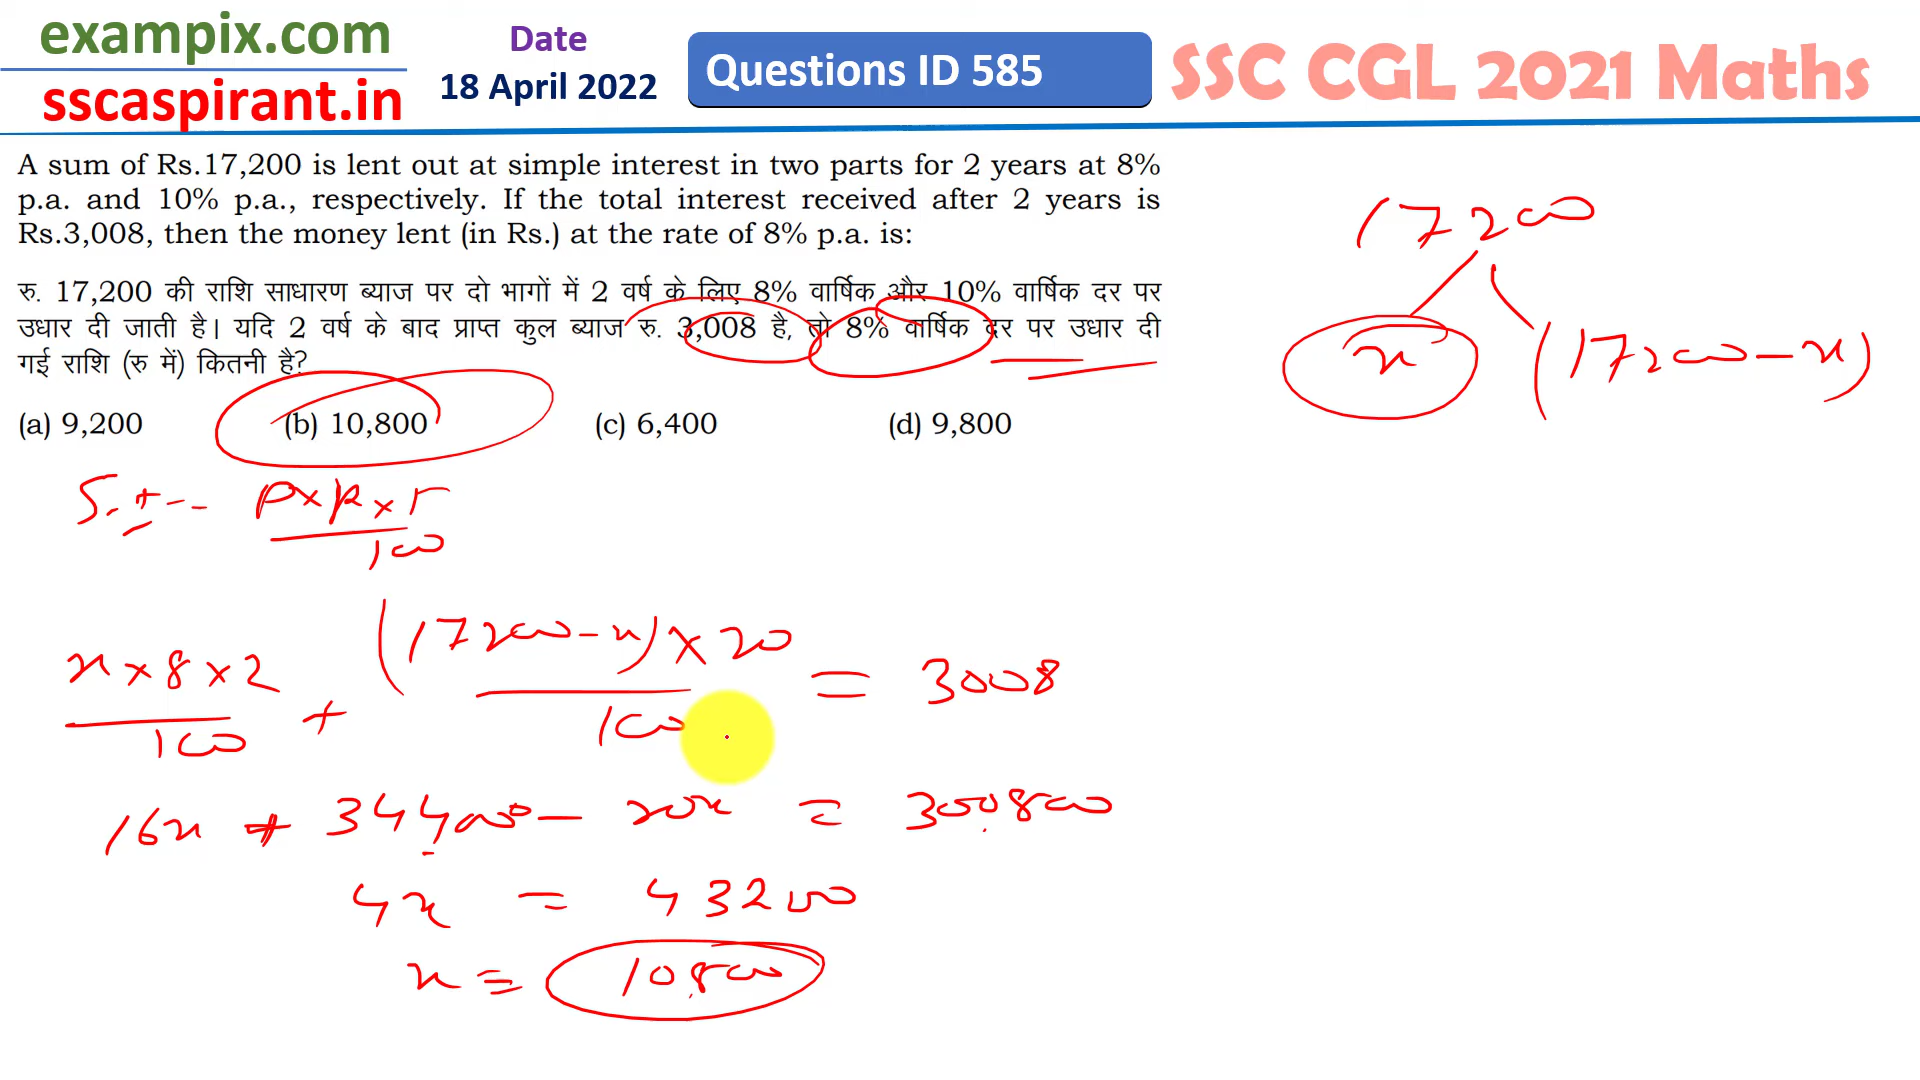 exampix.com
sscaspirant.in
Date
18 April 2022
Questions ID 585
SSC CGL 2021 Maths
A sum of Rs.17,200 is lent out at simple interest in two parts for 2 years at 8%
p.a. and 10% p.a., respectively. If the total interest received after 2 years is
Rs.3,008, then the money lent (in Rs.) at the rate of 8% p.a. is:
रु. 17,200 की राशि साधारण ब्याज पर दो भागों में 2 वर्ष के लिए 8% वार्षिक और 10% वार्षिक दर पर
उधार दी जाती है। यदि 2 वर्ष के बाद प्राप्त कुल ब्याज रु. 3,008 है, तो 8% वार्षिक दर पर उधार दी
गई राशि (रु में) कितनी है?
(a) 9,200 (b) 10,800 (c) 6,400 (d) 9,800
17200
x (17200-x)
P×R×T
100
x×8×2 + (17200-x)×20 = 3008
100 100
16x + 344000 - 20x = 300800
4x = 43200
x = 10,800